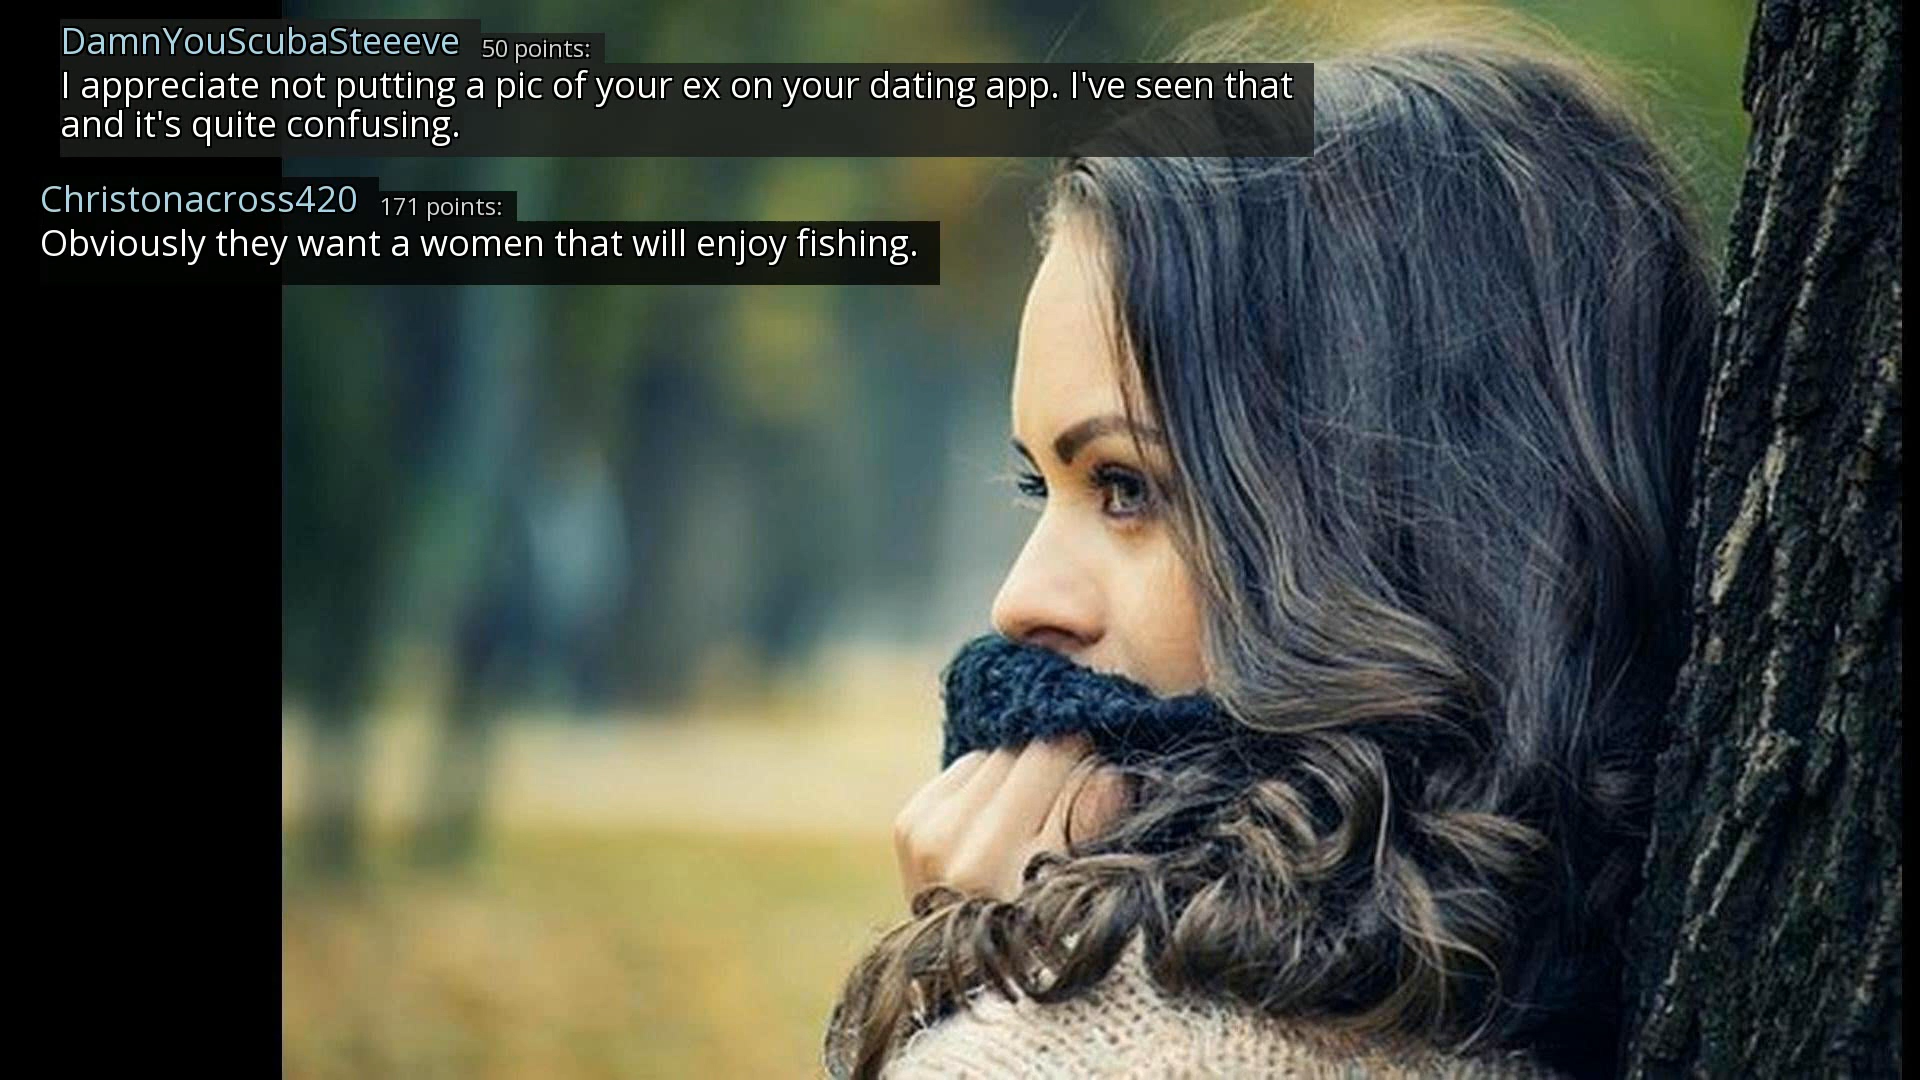 DamnYouScubaSteeeve 50 points:
I appreciate not putting a pic of your ex on your dating app. I've seen that
and it's quite confusing.
Christonacross420 171 points:
Obviously they want a women that will enjoy fishing.